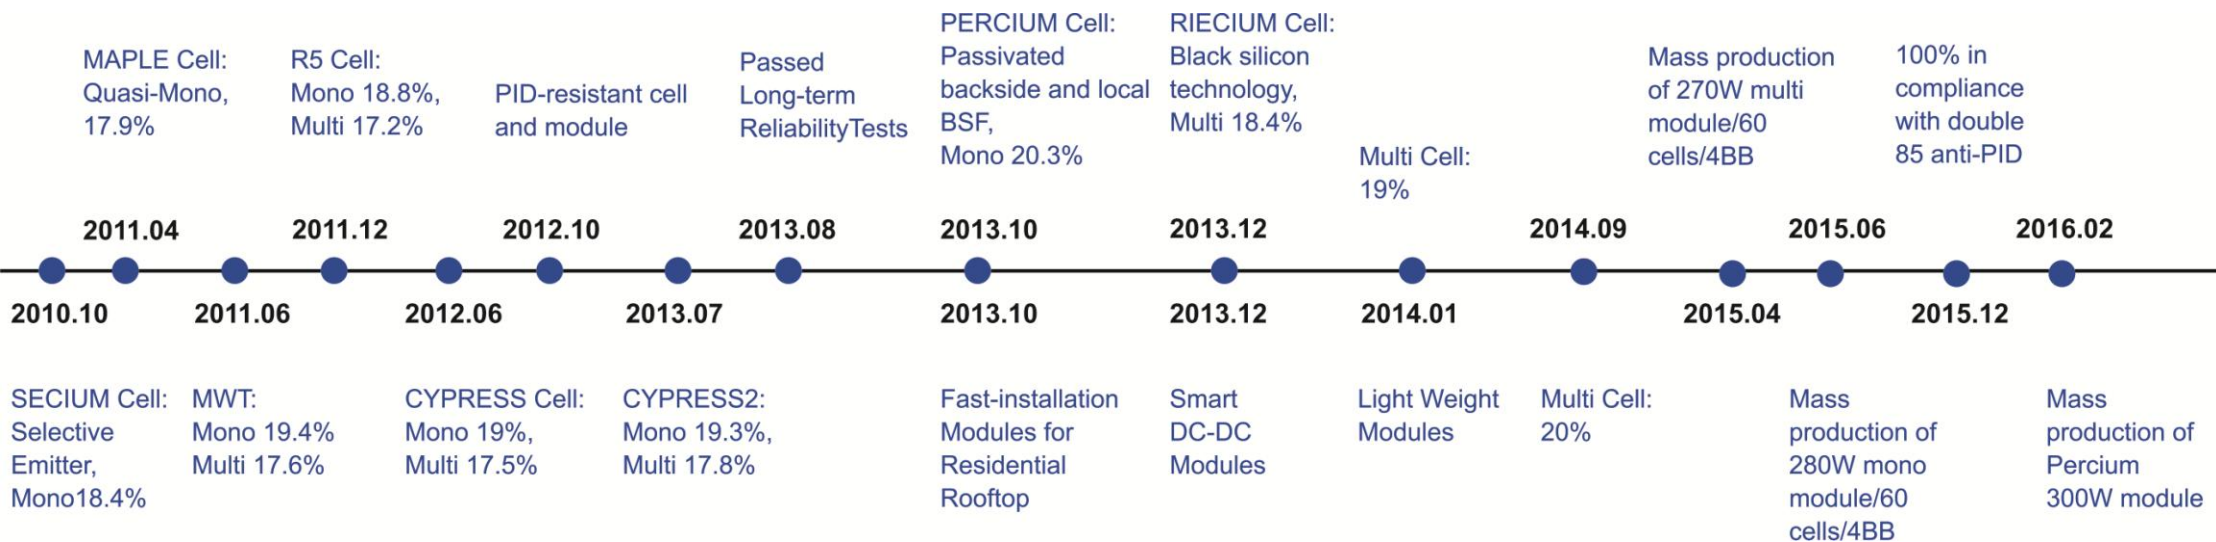 MAPLE Cell:
Quasi-Mono,
17.9%
R5 Cell:
Mono 18.8%,
Multi 17.2%
PID-resistant cell
and module
Passed
Long-term
ReliabilityTests
PERCIUM Cell:
Passivated
backside and local
BSF,
Mono 20.3%
RIECIUM Cell:
Black silicon
technology,
Multi 18.4%
Multi Cell:
19%
Mass production
of 270W multi
module/60
cells/4BB
100% in
compliance
with double
85 anti-PID
2011.04
2011.12
2012.10
2013.08
2013.10
2013.12
2014.09
2015.06
2016.02
2010.10
2011.06
2012.06
2013.07
2013.10
2013.12
2014.01
2015.04
2015.12
SECIUM Cell:
Selective
Emitter,
Mono18.4%
MWT:
Mono 19.4%
Multi 17.6%
CYPRESS Cell:
Mono 19%,
Multi 17.5%
CYPRESS2:
Mono 19.3%,
Multi 17.8%
Fast-installation
Modules for
Residential
Rooftop
Smart
DC-DC
Modules
Light Weight
Modules
Multi Cell:
20%
Mass
production of
280W mono
module/60
cells/4BB
Mass
production of
Percium
300W module